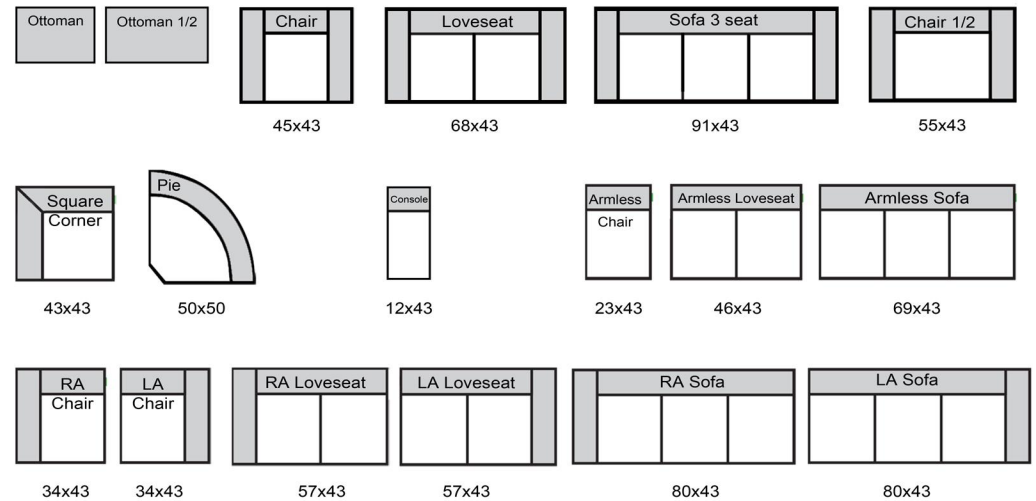 Ottoman
Ottoman 1/2
Chair
Loveseat
Sofa 3 seat
Chair 1/2
45x43
68x43
91x43
55x43
Square
Corner
Pie
Console
Armless
Chair
Armless Loveseat
Armless Sofa
43x43
50x50
12x43
23x43
46x43
69x43
RA
Chair
LA
Chair
RA Loveseat
LA Loveseat
RA Sofa
LA Sofa
34x43
34x43
57x43
57x43
80x43
80x43